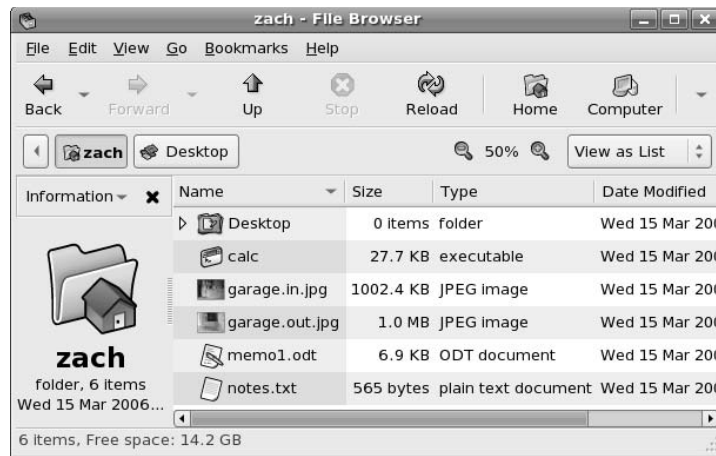 zach - File Browser
File Edit View Go Bookmarks Help
Back Forward Up Stop Reload Home Computer
zach Desktop 50% View as List
Information Name Size Type Date Modified
Desktop 0 items folder Wed 15 Mar 200
calc 27.7 KB executable Wed 15 Mar 200
garage.in.jpg 1002.4 KB JPEG image Wed 15 Mar 200
garage.out.jpg 1.0 MB JPEG image Wed 15 Mar 200
memo1.odt 6.9 KB ODT document Wed 15 Mar 200
notes.txt 565 bytes plain text document Wed 15 Mar 200
zach
folder, 6 items
Wed 15 Mar 2006...
6 items, Free space: 14.2 GB